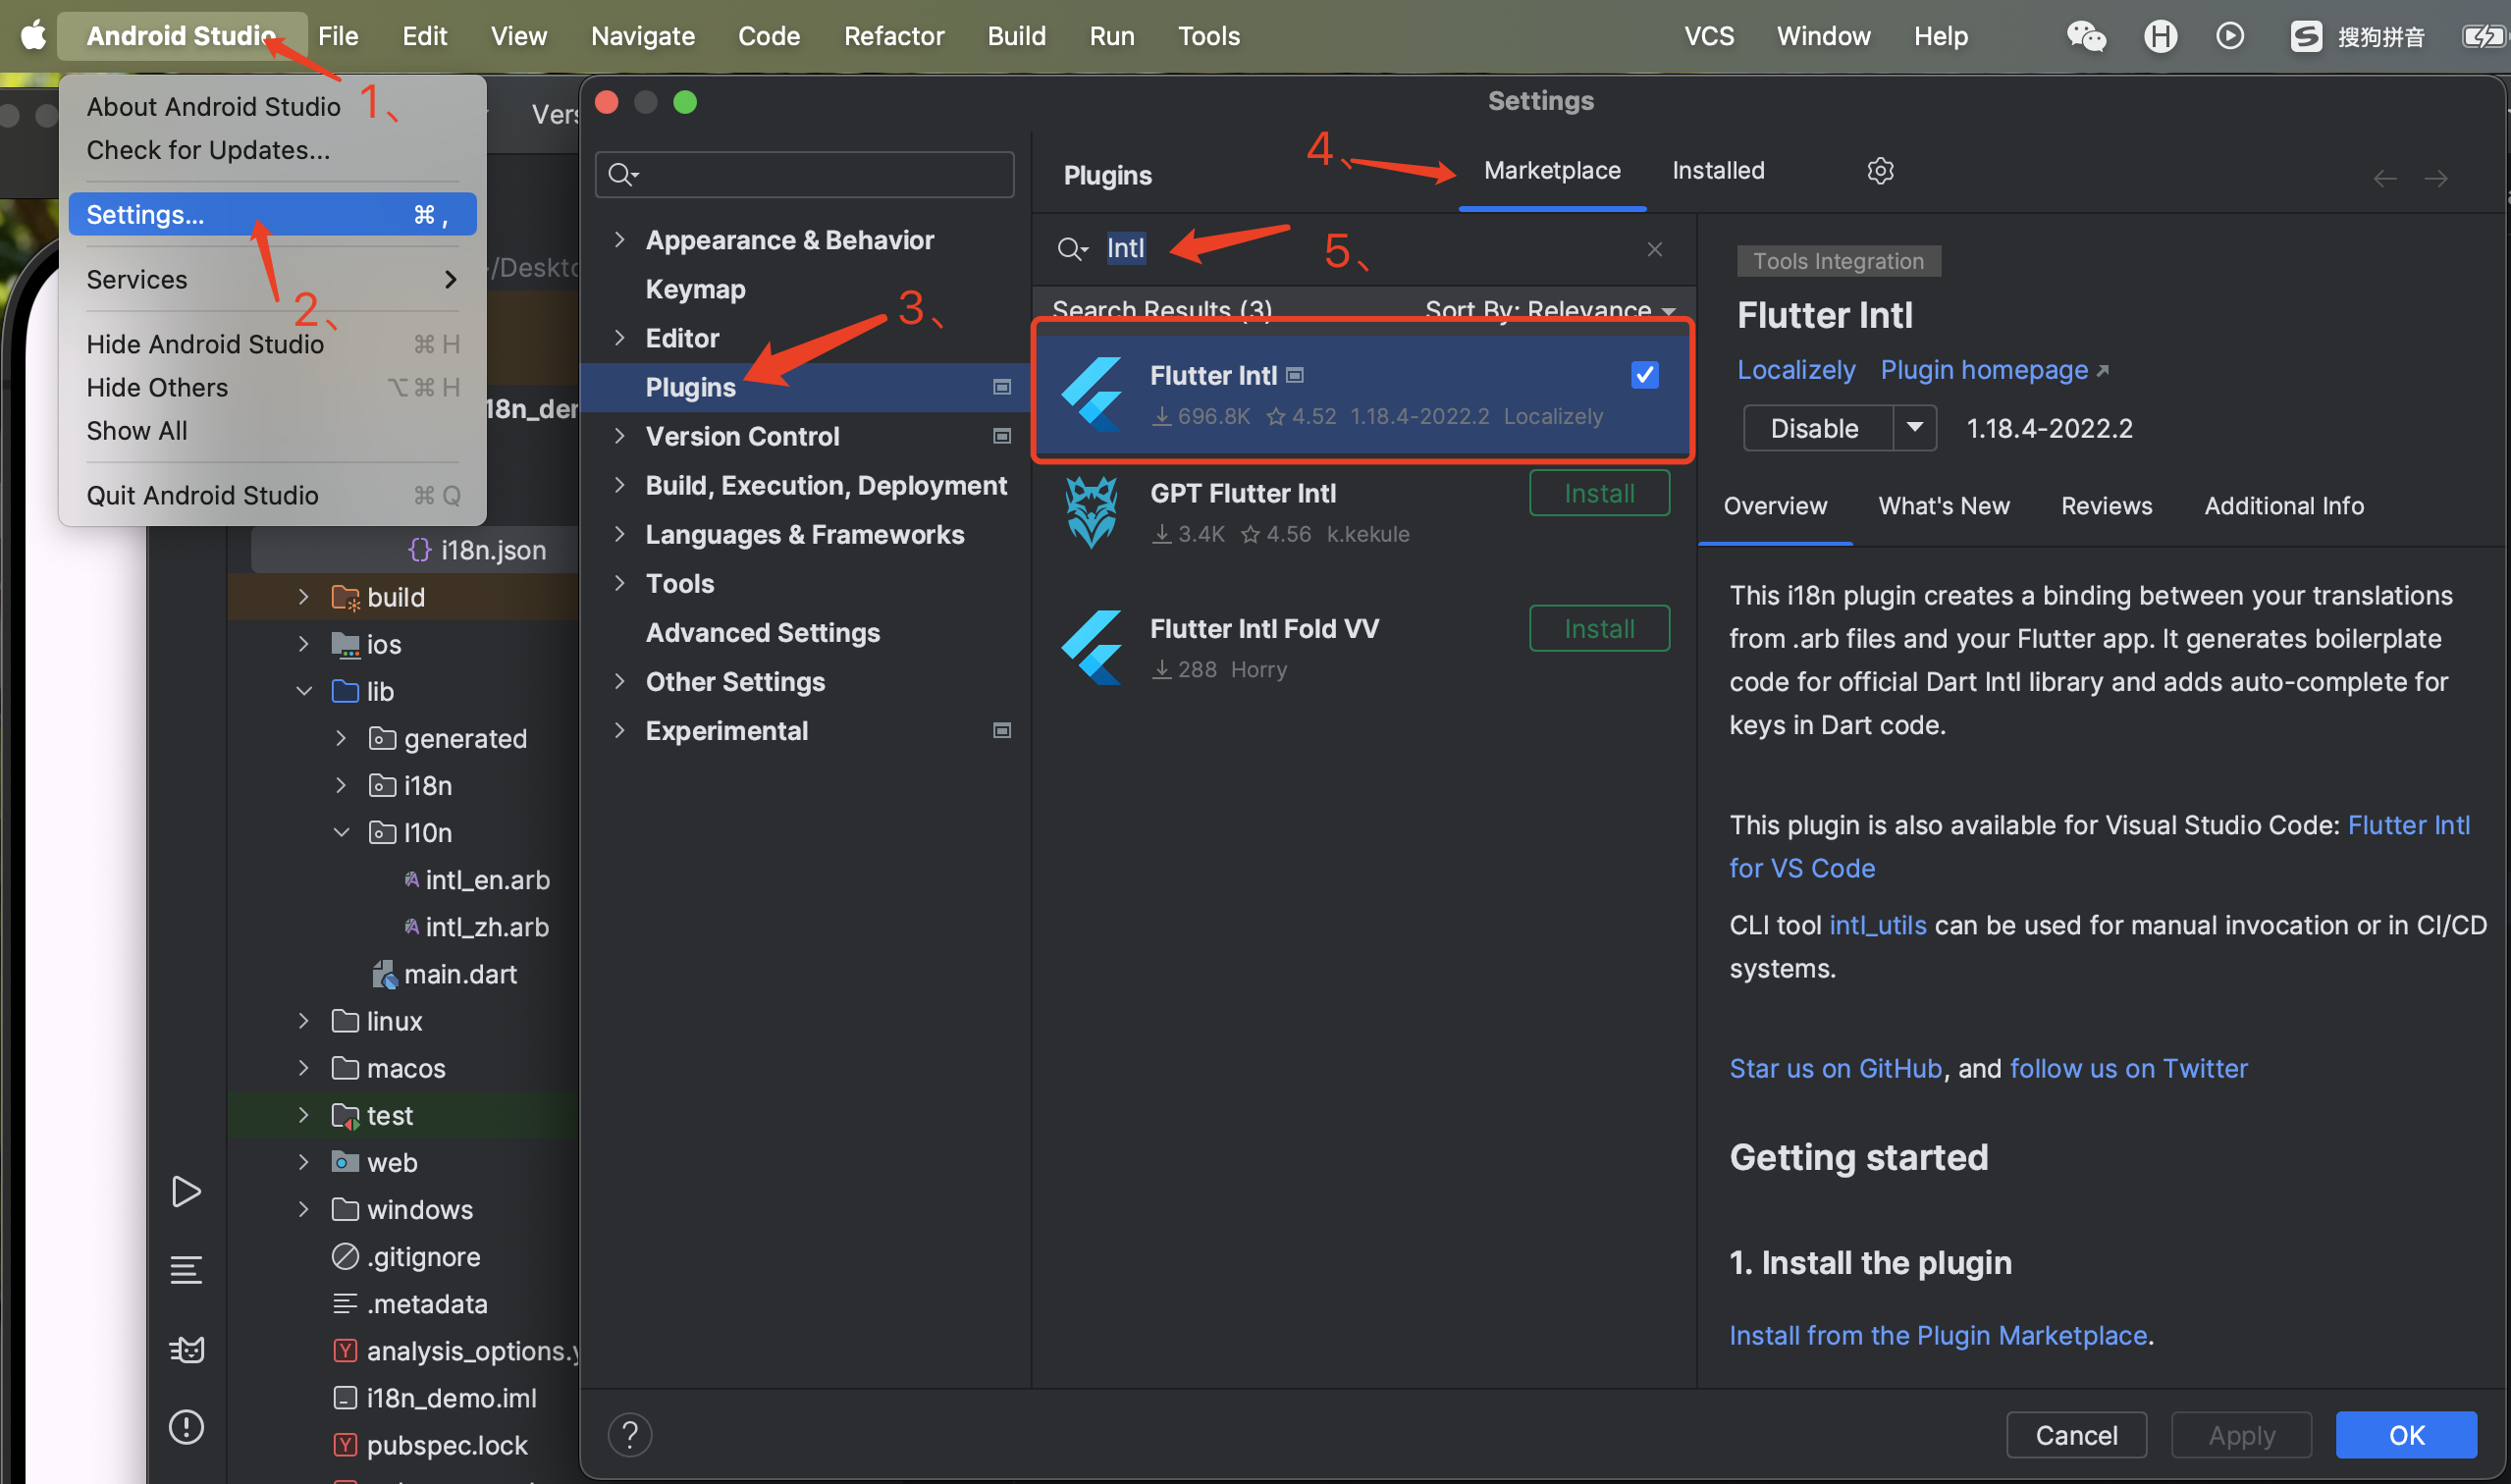 Android Studio File Edit View Navigate Code Refactor Build Run Tools VCS Window Help 搜狗拼音
1、
About Android Studio
Check for Updates...
Settings... ⌘ ,
2、
Services
Hide Android Studio ⌘ H
Hide Others ⌥ ⌘ H
Show All
Quit Android Studio ⌘ Q
i18n.json
build
ios
lib
generated
i18n
l10n
intl_en.arb
intl_zh.arb
main.dart
linux
macos
test
web
windows
.gitignore
.metadata
analysis_options.y
i18n_demo.iml
pubspec.lock
Settings
Appearance & Behavior
Keymap
3、
Editor
Plugins
Version Control
Build, Execution, Deployment
Languages & Frameworks
Tools
Advanced Settings
Other Settings
Experimental
Plugins
4、
Marketplace Installed
Intl
5、
Search Results (3) Sort By: Relevance
Flutter Intl
696.8K 4.52 1.18.4-2022.2 Localizely
GPT Flutter Intl Install
3.4K 4.56 k.kekule
Flutter Intl Fold VV Install
288 Horry
Tools Integration
Flutter Intl
Localizely Plugin homepage
Disable 1.18.4-2022.2
Overview What's New Reviews Additional Info
This i18n plugin creates a binding between your translations
from .arb files and your Flutter app. It generates boilerplate
code for official Dart Intl library and adds auto-complete for
keys in Dart code.
This plugin is also available for Visual Studio Code: Flutter Intl
for VS Code
CLI tool intl_utils can be used for manual invocation or in CI/CD
systems.
Star us on GitHub, and follow us on Twitter
Getting started
1. Install the plugin
Install from the Plugin Marketplace.
? Cancel Apply OK